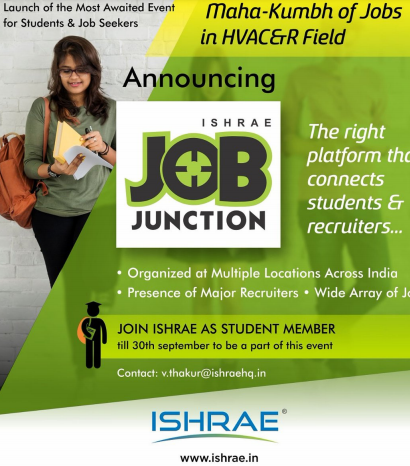 Launch of the Most Awaited Event
for Students & Job Seekers
Maha-Kumbh of Jobs
in HVAC&R Field
Announcing
ISHRAE
JOB
JUNCTION
The right
platform tha
connects
students &
recruiters...
• Organized at Multiple Locations Across India
• Presence of Major Recruiters • Wide Array of Jo
JOIN ISHRAE AS STUDENT MEMBER
till 30th september to be a part of this event
Contact: v.thakur@ishraehq.in
ISHRAE®
www.ishrae.in